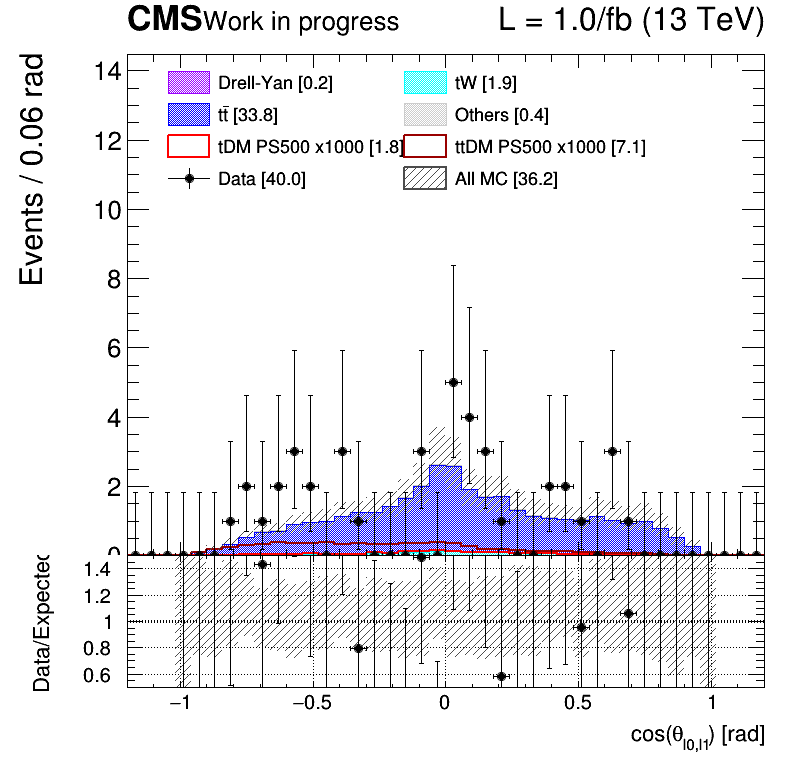 CMS Work in progress L = 1.0/fb (13 TeV)
Events / 0.06 rad
14
12
10
8
6
4
2
0
Drell-Yan [0.2]
tW [1.9]
tt̄ [33.8]
Others [0.4]
tDM PS500 x1000 [1.8]
ttDM PS500 x1000 [7.1]
Data [40.0]
All MC [36.2]
Data/Expected
1.4
1.2
1
0.8
0.6
−1 −0.5 0 0.5 1
cos(θ_l0,l1) [rad]